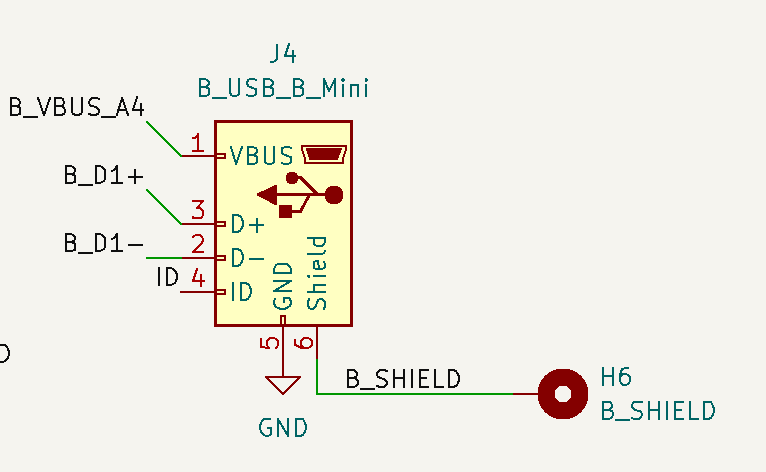 J4
B_USB_B_Mini
B_VBUS_A4
1
VBUS
B_D1+
3
D+
B_D1-
2
D-
ID
4
ID
GND
Shield
5
6
GND
B_SHIELD
H6
B_SHIELD